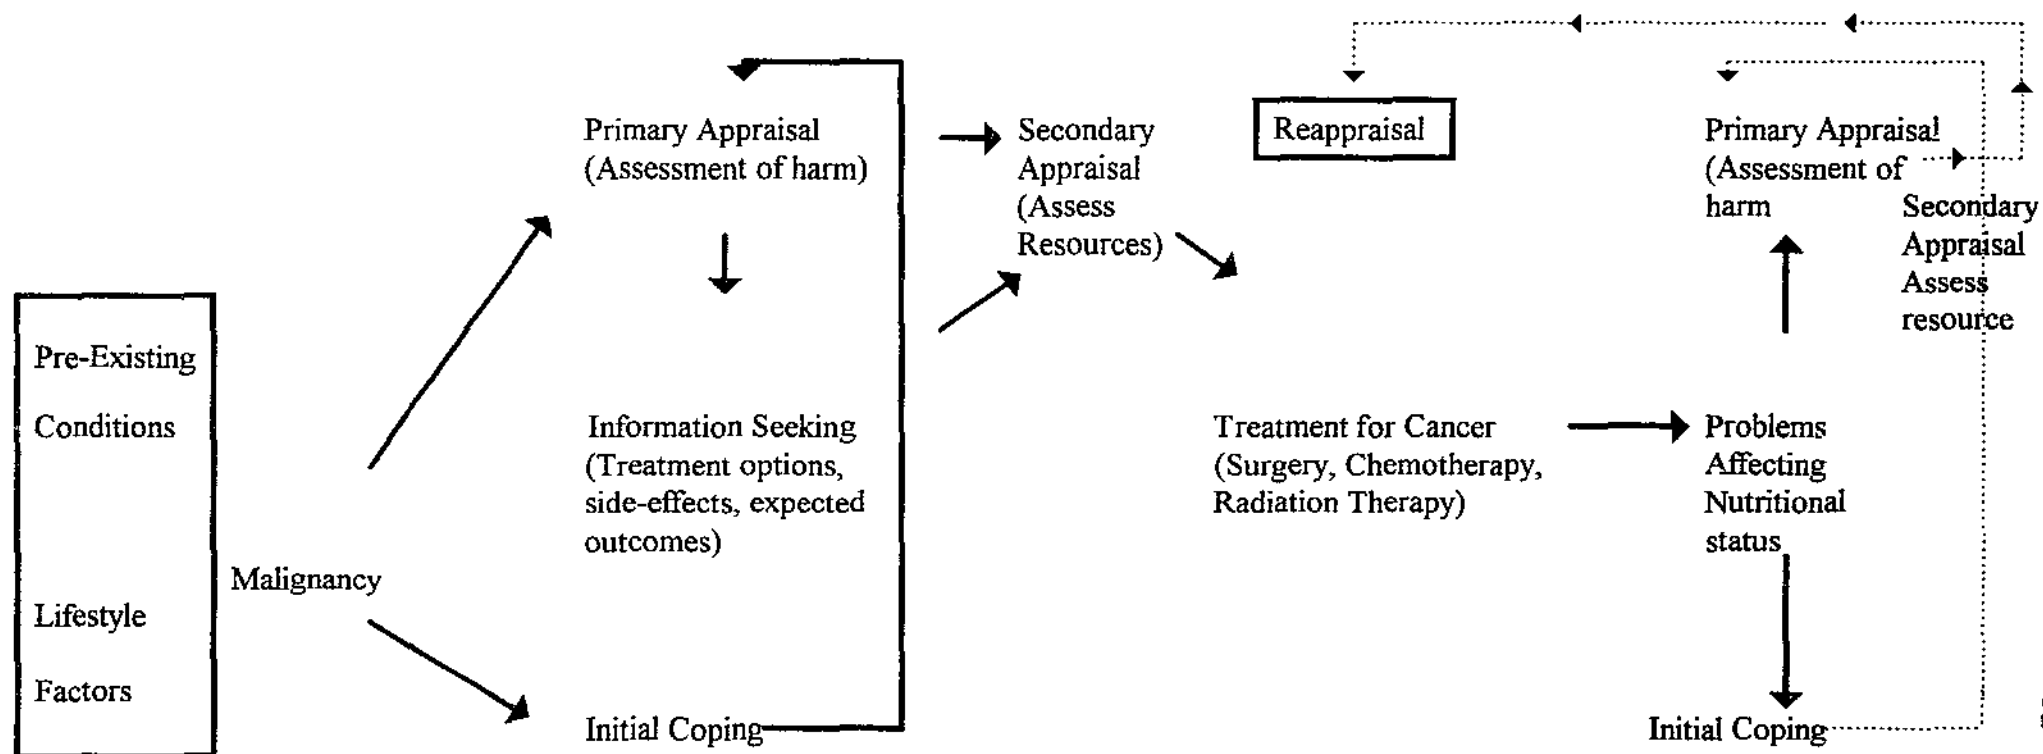 Pre-Existing
Conditions
Lifestyle
Factors
Malignancy
Primary Appraisal
(Assessment of harm)
Information Seeking
(Treatment options,
side-effects, expected
outcomes)
Initial Coping
Secondary
Appraisal
(Assess
Resources)
Reappraisal
Treatment for Cancer
(Surgery, Chemotherapy,
Radiation Therapy)
Primary Appraisal
(Assessment of
harm
Secondary
Appraisal
Assess
resource
Problems
Affecting
Nutritional
status
Initial Coping